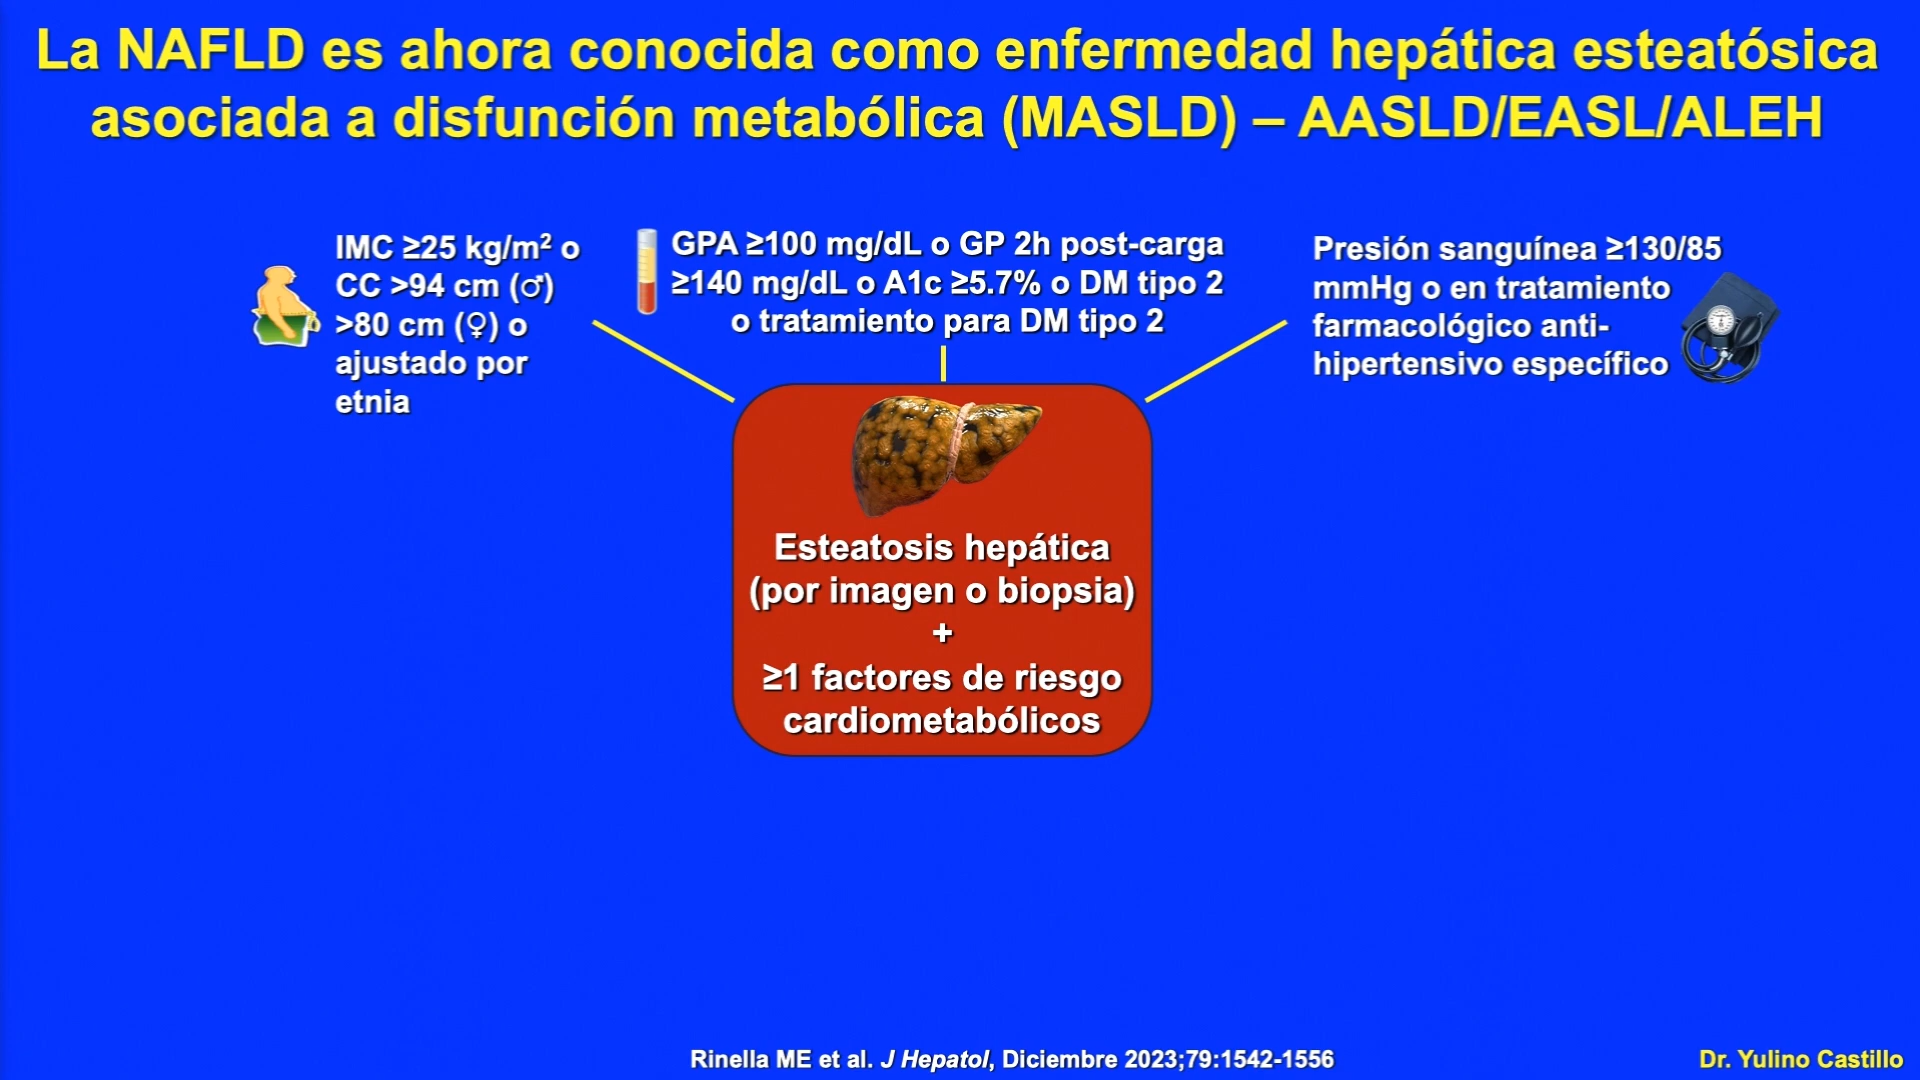 La NAFLD es ahora conocida como enfermedad hepática esteatósica
asociada a disfunción metabólica (MASLD) – AASLD/EASL/ALEH
IMC ≥25 kg/m² o
CC >94 cm (♂)
>80 cm (♀) o
ajustado por
etnia
GPA ≥100 mg/dL o GP 2h post-carga
≥140 mg/dL o A1c ≥5.7% o DM tipo 2
o tratamiento para DM tipo 2
Presión sanguínea ≥130/85
mmHg o en tratamiento
farmacológico anti-
hipertensivo específico
Esteatosis hepática
(por imagen o biopsia)
+
≥1 factores de riesgo
cardiometabólicos
Rinella ME et al. J Hepatol, Diciembre 2023;79:1542-1556
Dr. Yulino Castillo